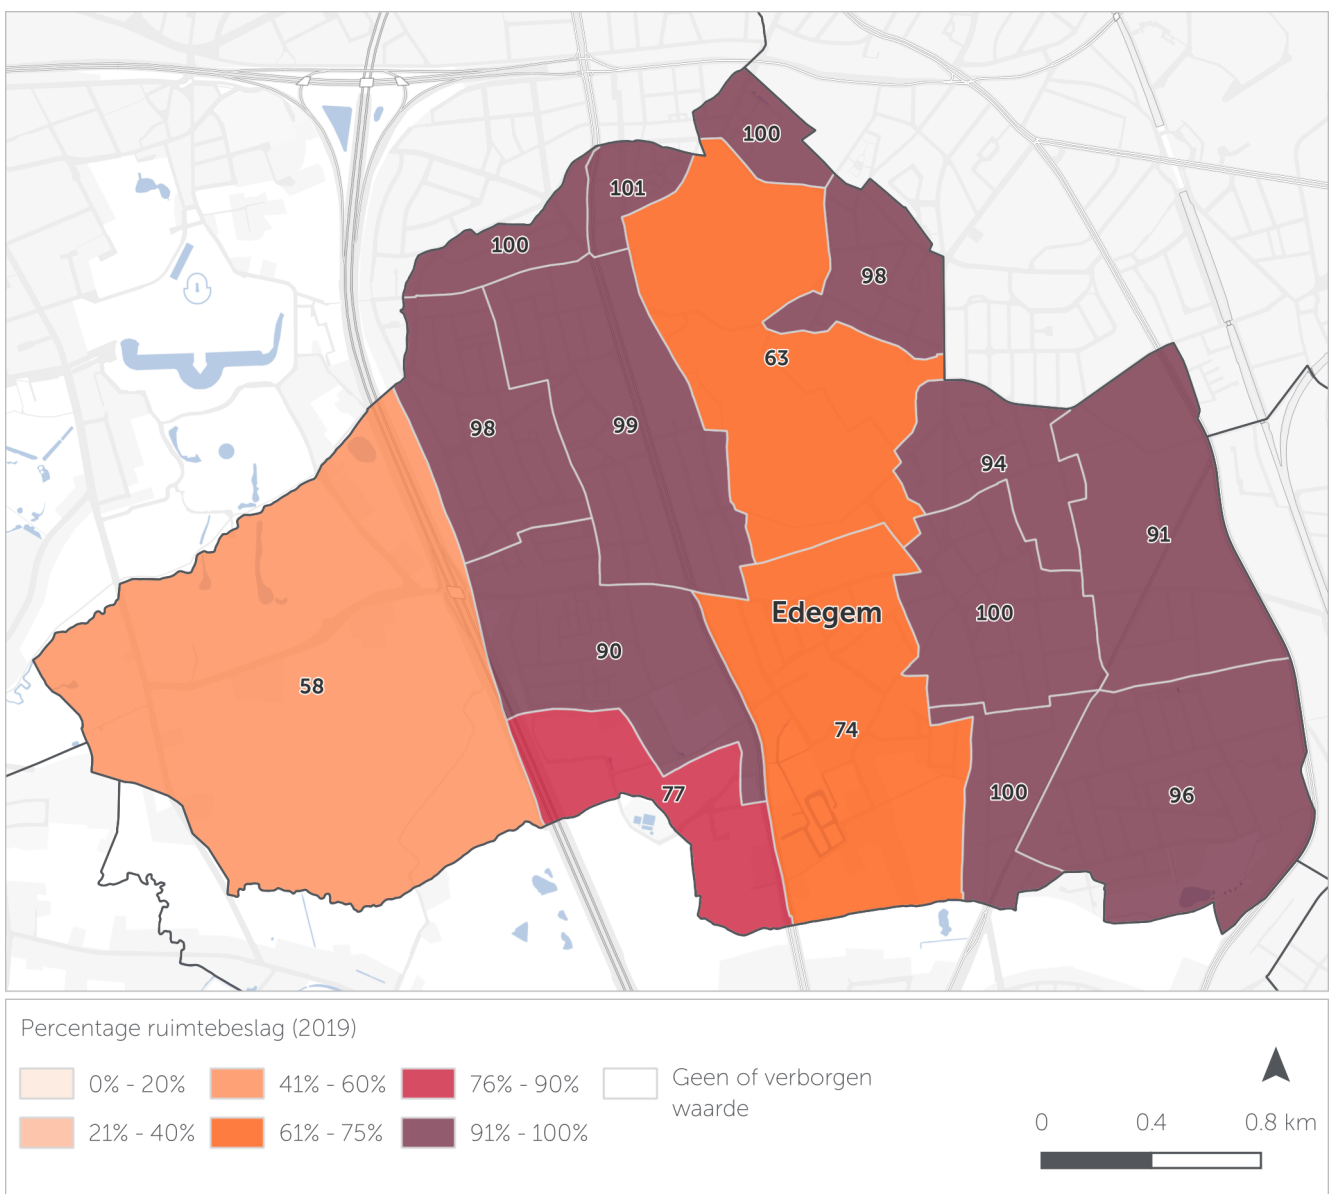 100
101
100
98
63
98
99
94
91
Edegem
100
90
58
74
77
100
96
Percentage ruimtebeslag (2019)
0% - 20%
41% - 60%
76% - 90%
Geen of verborgen
waarde
21% - 40%
61% - 75%
91% - 100%
0 0.4 0.8 km